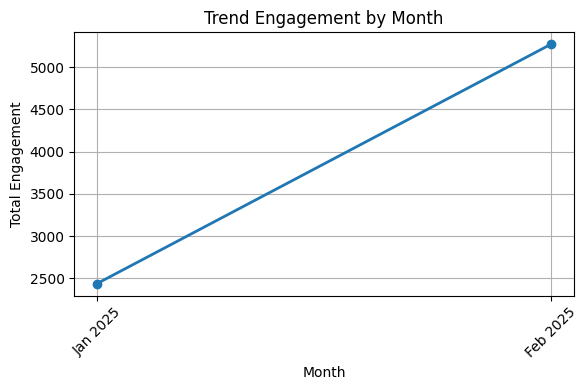 Trend Engagement by Month
Total Engagement
5000
4500
4000
3500
3000
2500
Jan 2025
Feb 2025
Month